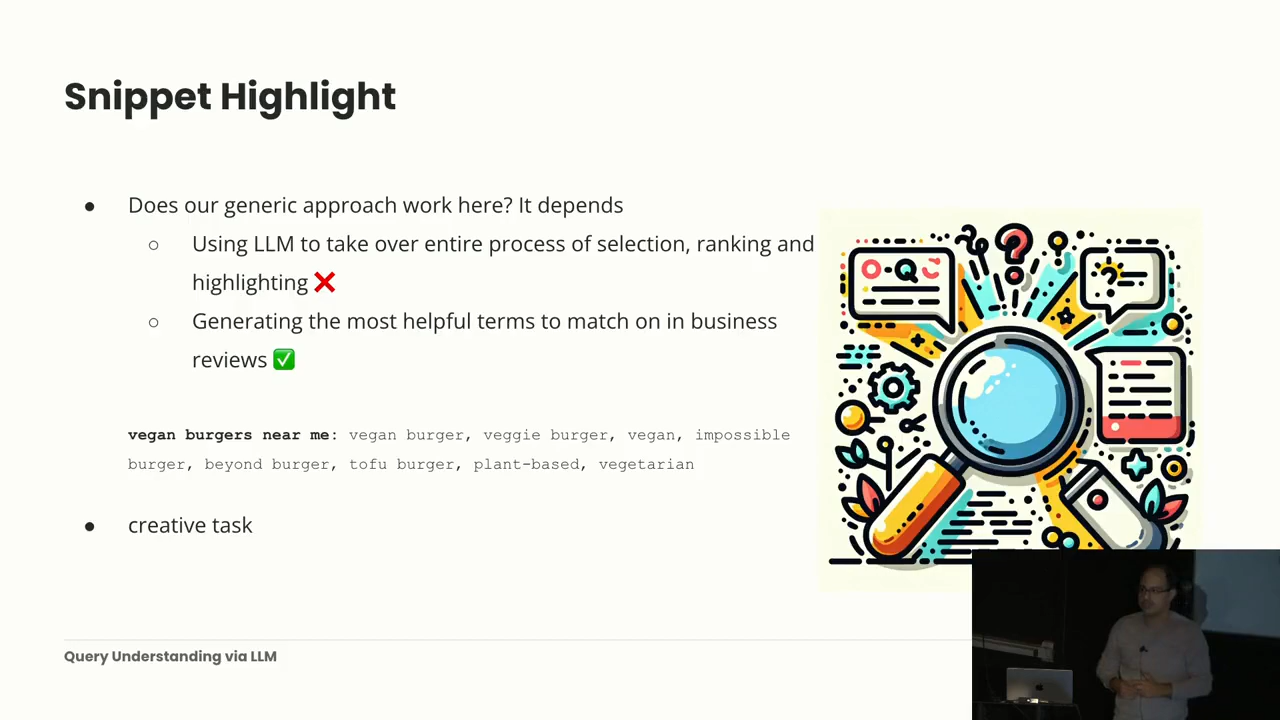 Snippet Highlight
● Does our generic approach work here? It depends
○ Using LLM to take over entire process of selection, ranking and
highlighting ❌
○ Generating the most helpful terms to match on in business
reviews ✅
vegan burgers near me: vegan burger, veggie burger, vegan, impossible
burger, beyond burger, tofu burger, plant-based, vegetarian
● creative task
Query Understanding via LLM